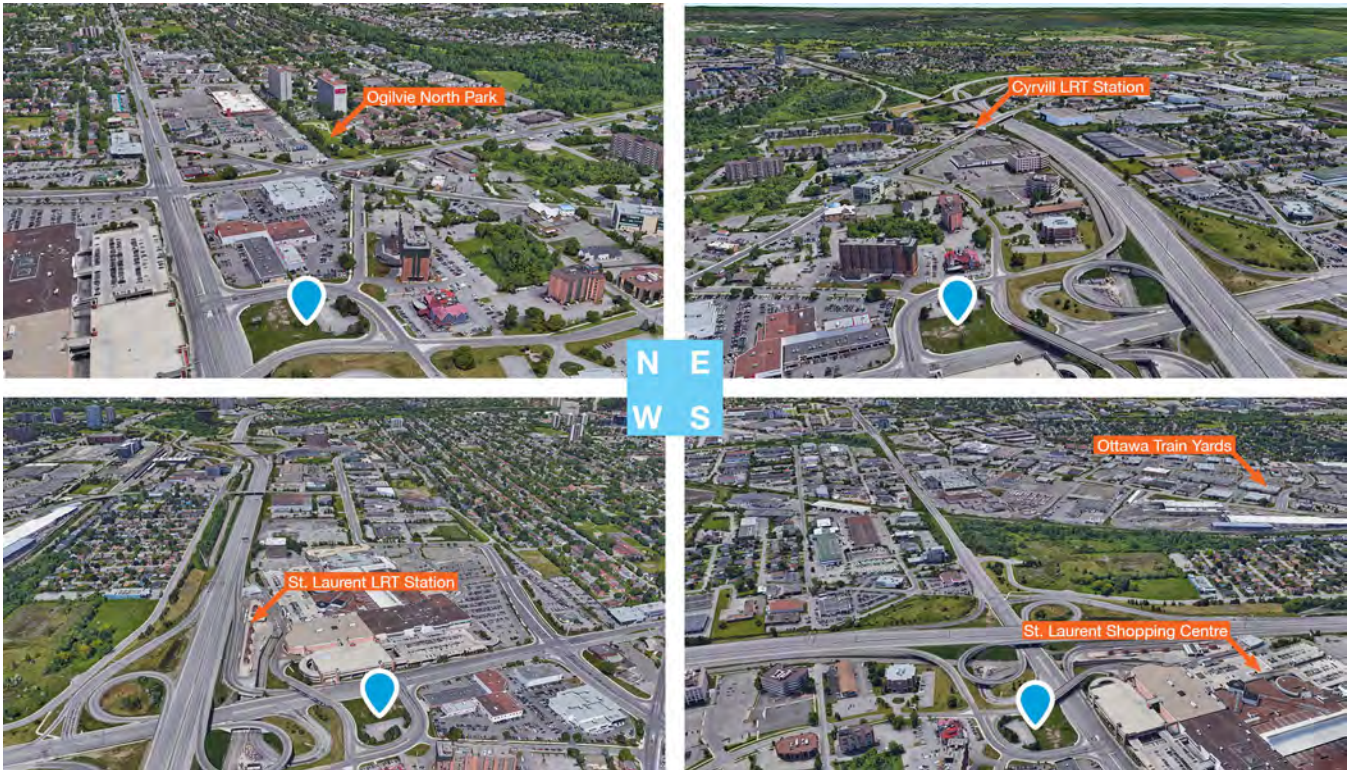 Ogilvie North Park
Cyrvill LRT Station
N E
W S
St. Laurent LRT Station
Ottawa Train Yards
St. Laurent Shopping Centre